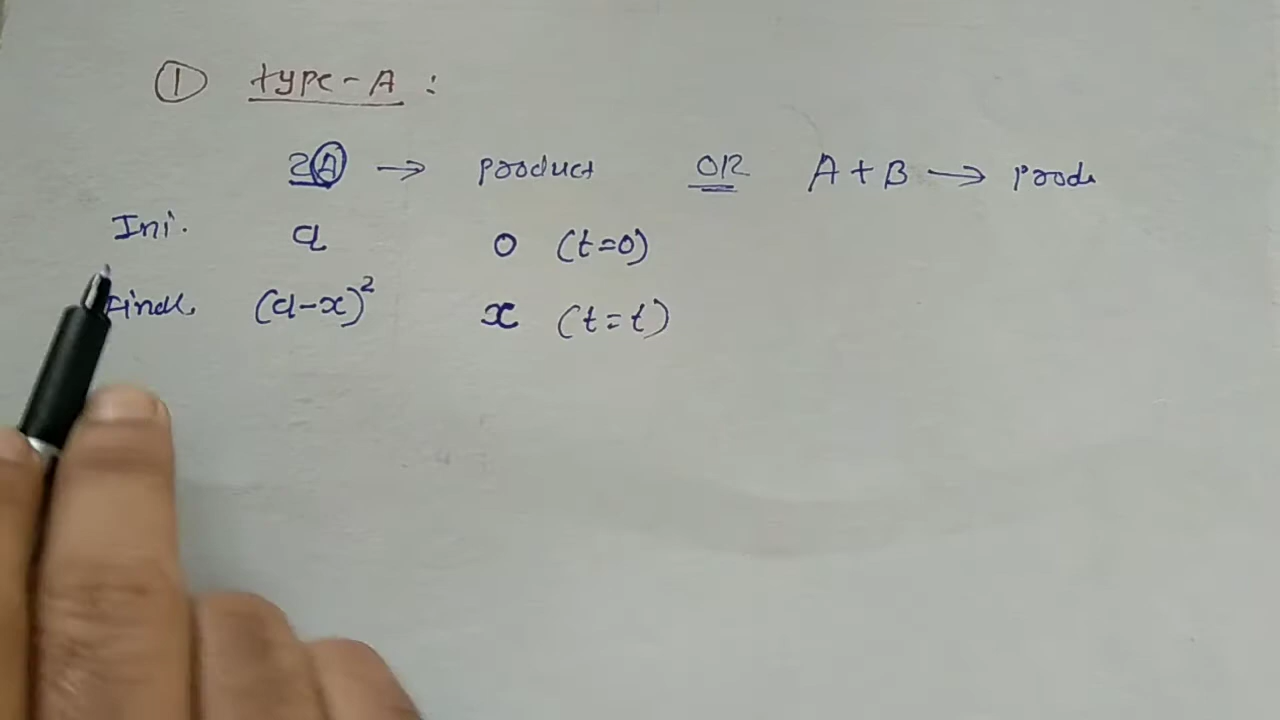 ① type-A :
2A → product OR A + B → prod.
Ini. a 0 (t=0)
Final. (a-x)² x (t=t)